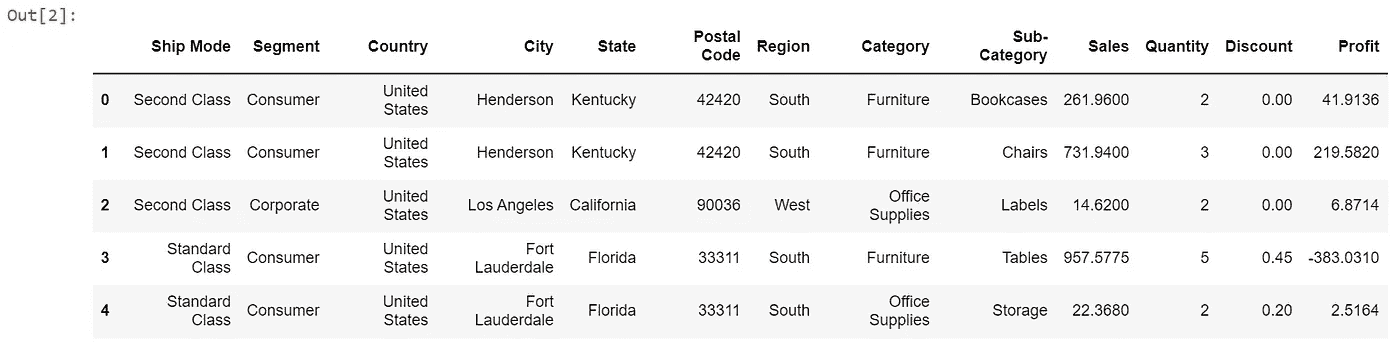 Out[2]:
Ship Mode Segment Country City State Postal Code Region Category Sub-Category Sales Quantity Discount Profit
0 Second Class Consumer United States Henderson Kentucky 42420 South Furniture Bookcases 261.9600 2 0.00 41.9136
1 Second Class Consumer United States Henderson Kentucky 42420 South Furniture Chairs 731.9400 3 0.00 219.5820
2 Second Class Corporate United States Los Angeles California 90036 West Office Supplies Labels 14.6200 2 0.00 6.8714
3 Standard Class Consumer United States Fort Lauderdale Florida 33311 South Furniture Tables 957.5775 5 0.45 -383.0310
4 Standard Class Consumer United States Fort Lauderdale Florida 33311 South Office Supplies Storage 22.3680 2 0.20 2.5164